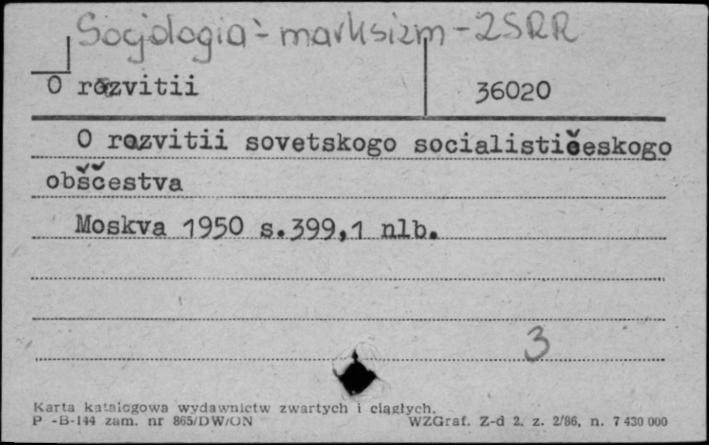 Socjologia - marksizm - ZSRR
O razvitii 36020
O razvitii sovetskogo socialističeskogo
obščestva
Moskva 1950 s.399,1 nlb.
3
Karta katalogowa wydawnictw zwartych i ciągłych.
P -B-144 zam. nr 865/DW/ON WZGraf. Z-d 2. z. 2/86, n. 7 430 000